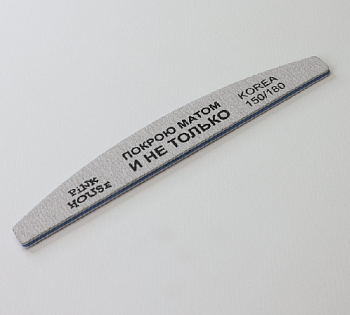 PINK
HOUSE
ПОКРОЮ МАТОМ
И НЕ ТОЛЬКО
KOREA
150/180